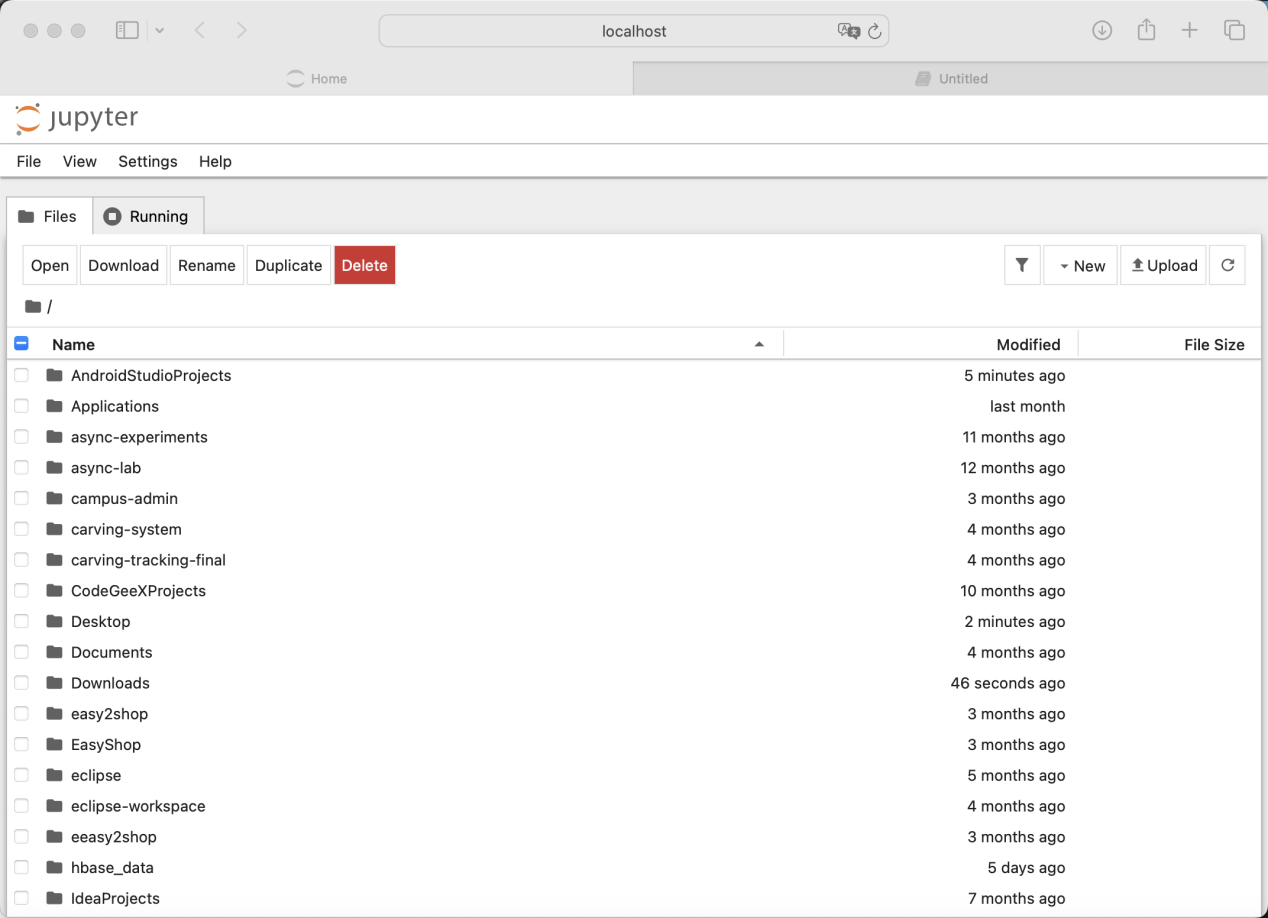 localhost
Home
Untitled
jupyter
File View Settings Help
Files Running
Open Download Rename Duplicate Delete New Upload
/
Name Modified File Size
AndroidStudioProjects 5 minutes ago
Applications last month
async-experiments 11 months ago
async-lab 12 months ago
campus-admin 3 months ago
carving-system 4 months ago
carving-tracking-final 4 months ago
CodeGeeXProjects 10 months ago
Desktop 2 minutes ago
Documents 4 months ago
Downloads 46 seconds ago
easy2shop 3 months ago
EasyShop 3 months ago
eclipse 5 months ago
eclipse-workspace 4 months ago
eeasy2shop 3 months ago
hbase_data 5 days ago
IdeaProjects 7 months ago